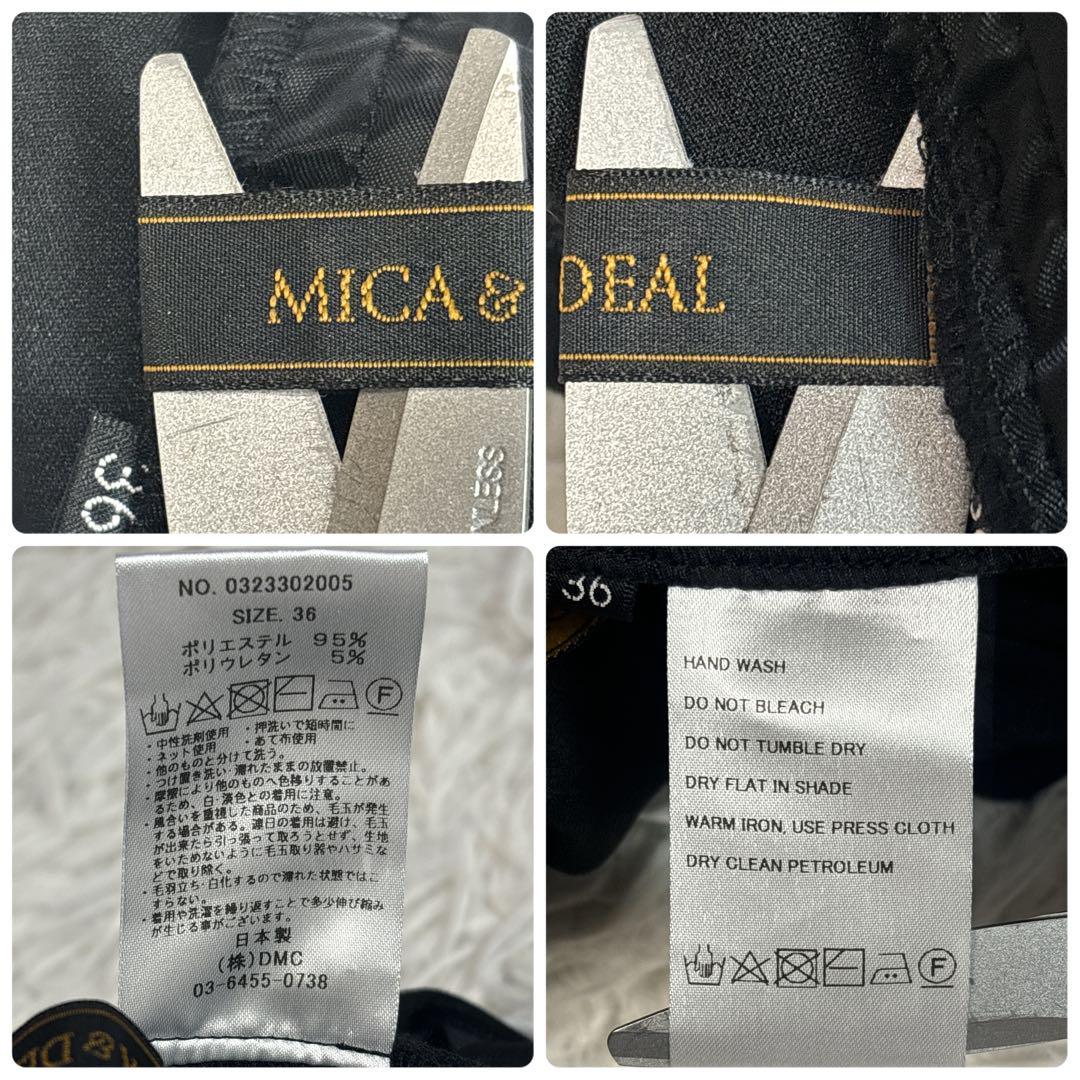 MICA &
36
LESS
DEAL
NO. 0323302005
SIZE. 36
ポリエステル 95%
ポリウレタン 5%
F
・中性洗剤使用 ・押洗いで短時間に
・ネット使用 ・あて布使用
・他のものと分けて洗う。
・つけ置き洗い・濡れたままの放置禁止。
・摩擦により他のものへ色移りすることがあ
るため、白・淡色との着用に注意。
・風合いを重視した商品のため、毛玉が発生
する場合がある。連日の着用は避け、毛玉
が出来たら引っ張って取ろうとせず、生地
をいためないように毛玉取り器やハサミな
どで取り除く。
・毛羽立ち・白化するので濡れた状態ではこ
すらない。
・着用や洗濯を繰り返すことで多少伸び縮み
が生じる事がございます。
日本製
(株)DMC
03-6455-0738
36
HAND WASH
DO NOT BLEACH
DO NOT TUMBLE DRY
DRY FLAT IN SHADE
WARM IRON, USE PRESS CLOTH
DRY CLEAN PETROLEUM
F